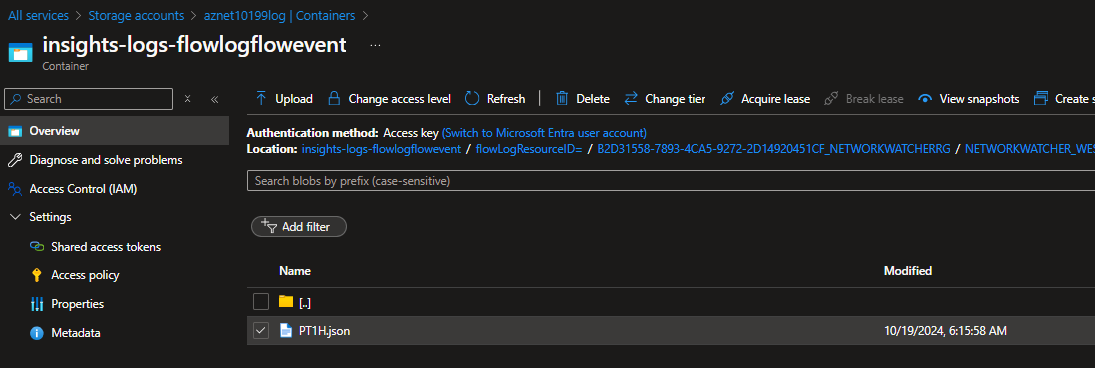 All services > Storage accounts > aznet10199log | Containers >
insights-logs-flowlogflowevent ...
Container
Search
Upload Change access level Refresh Delete Change tier Acquire lease Break lease View snapshots Create s
Overview
Diagnose and solve problems
Access Control (IAM)
Settings
Shared access tokens
Access policy
Properties
Metadata
Authentication method: Access key (Switch to Microsoft Entra user account)
Location: insights-logs-flowlogflowevent / flowLogResourceID= / B2D31558-7893-4CA5-9272-2D14920451CF_NETWORKWATCHERRG / NETWORKWATCHER_WES
Search blobs by prefix (case-sensitive)
Add filter
Name Modified
[..]
PT1H.json 10/19/2024, 6:15:58 AM